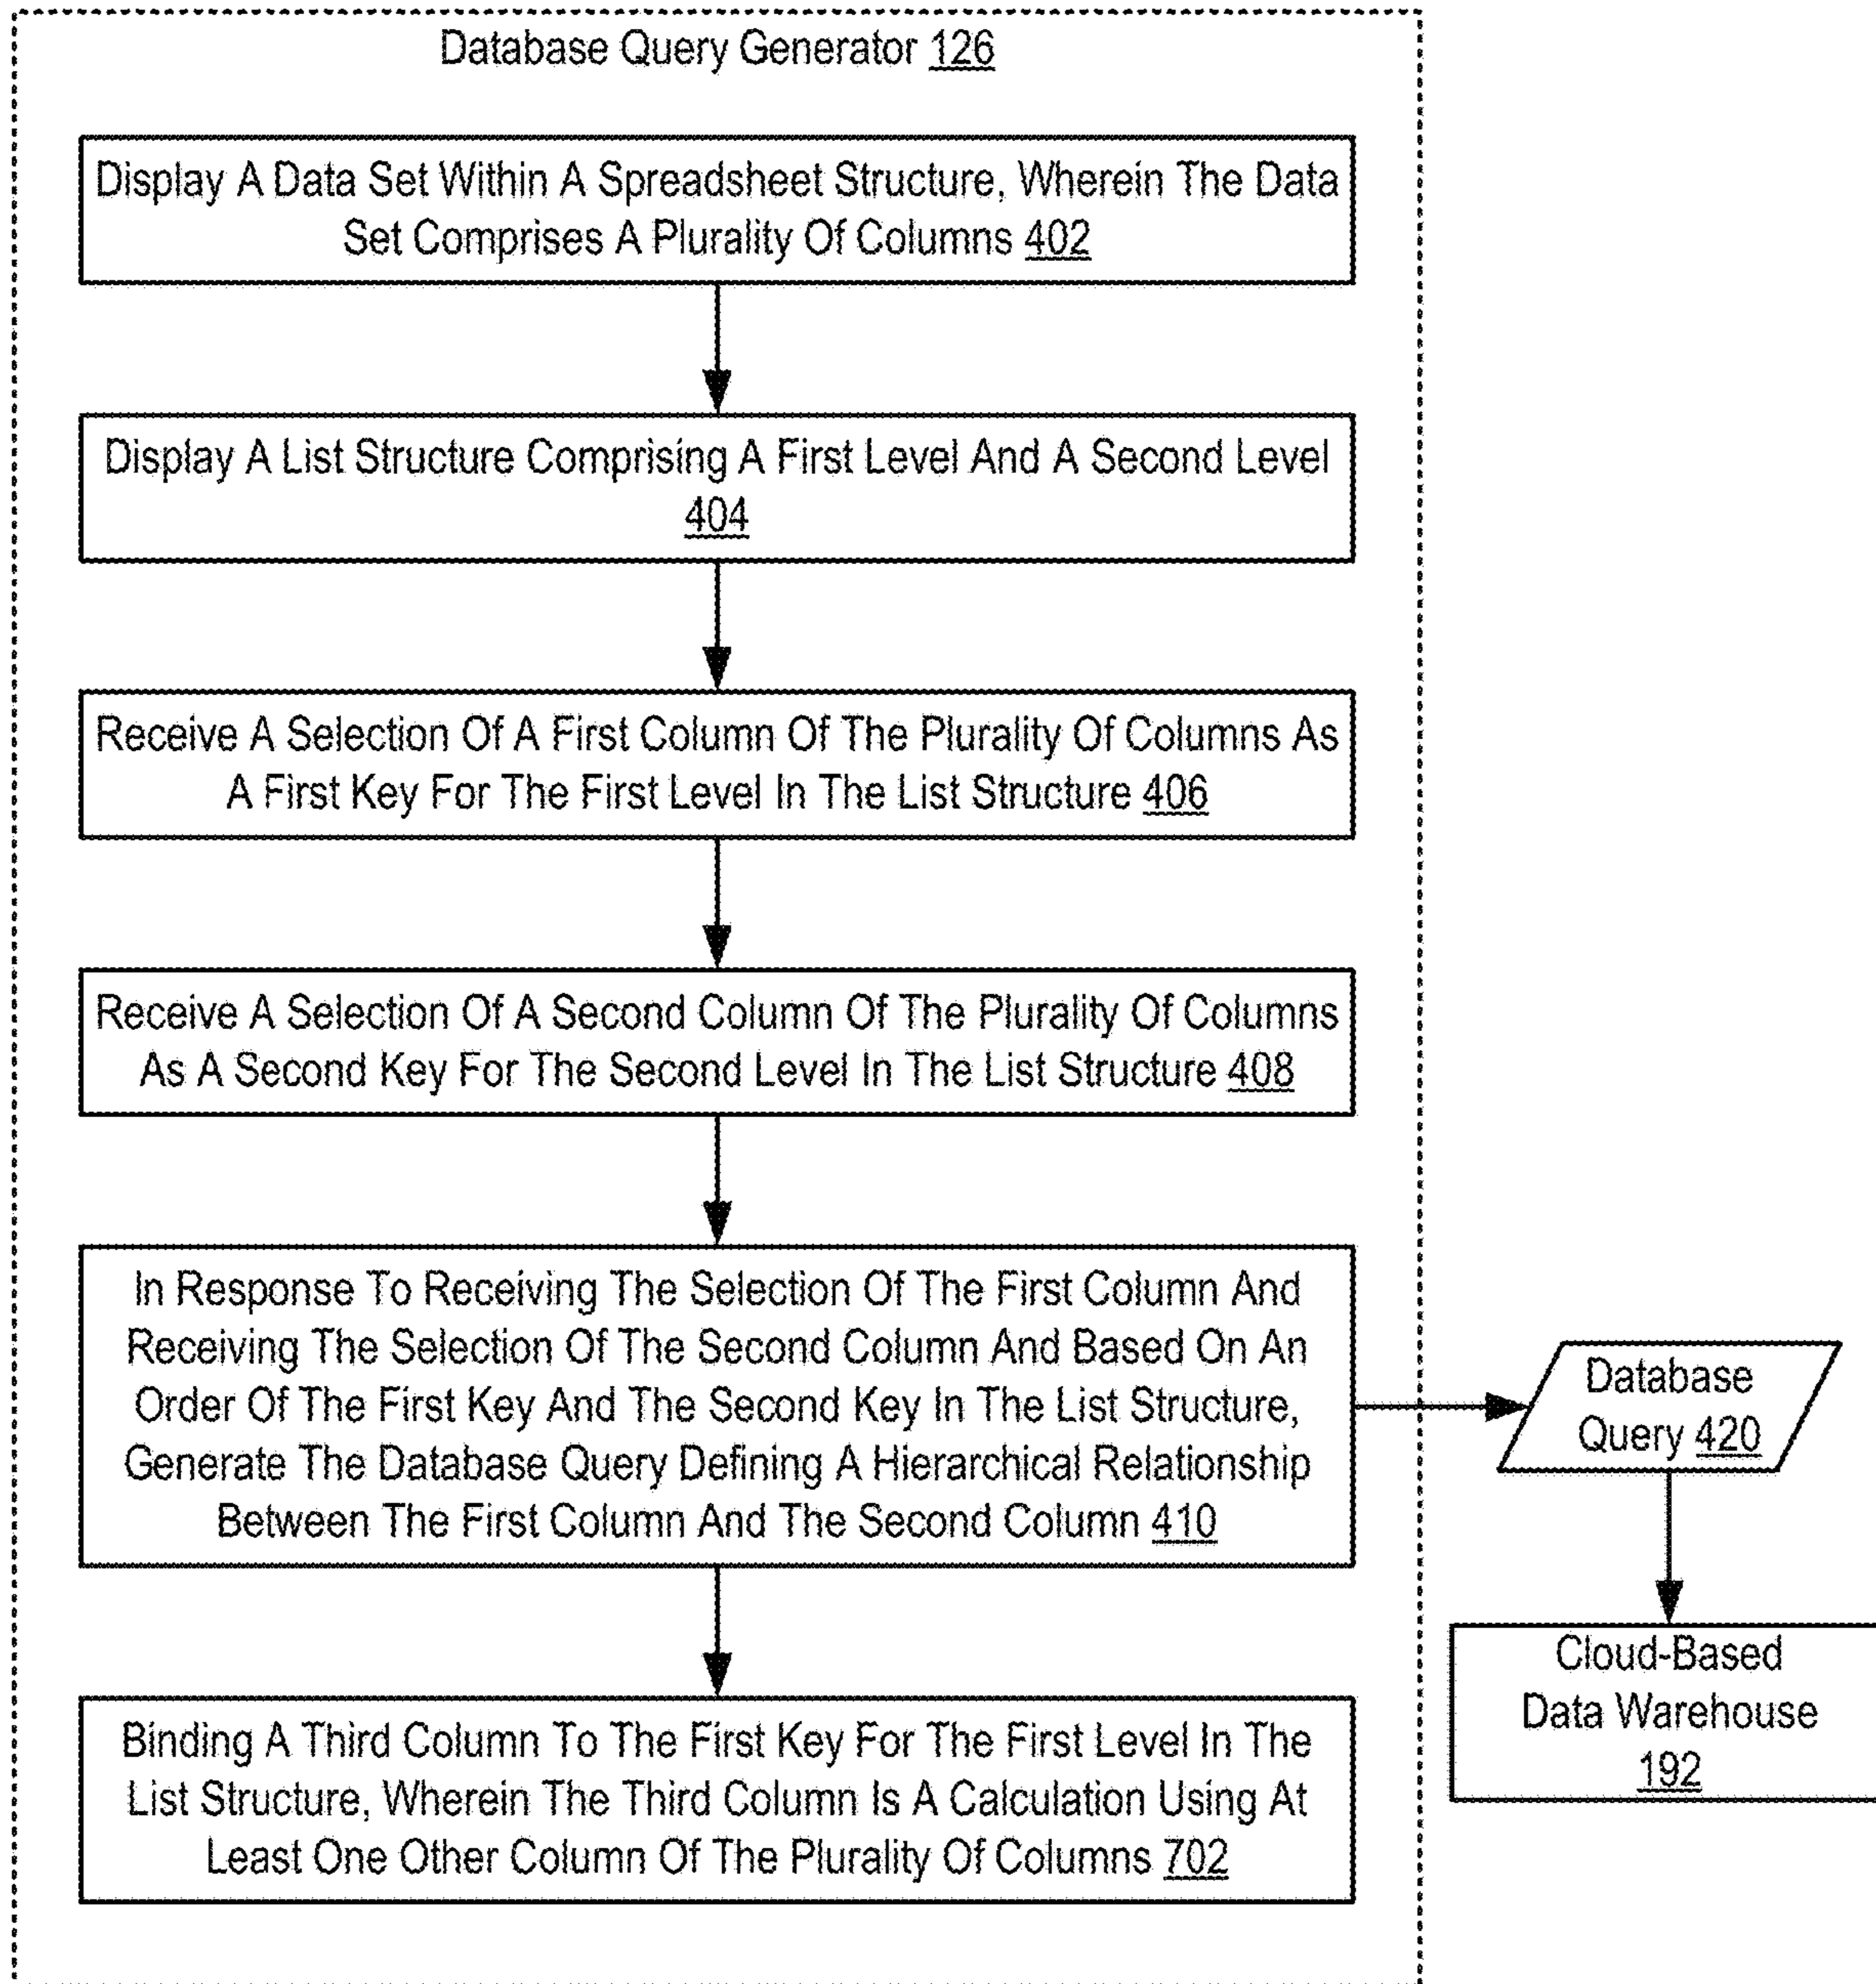 Database Query Generator 126
Display A Data Set Within A Spreadsheet Structure, Wherein The Data
Set Comprises A Plurality Of Columns 402
Display A List Structure Comprising A First Level And A Second Level
404
Receive A Selection Of A First Column Of The Plurality Of Columns As
A First Key For The First Level In The List Structure 406
Receive A Selection Of A Second Column Of The Plurality Of Columns
As A Second Key For The Second Level In The List Structure 408
In Response To Receiving The Selection Of The First Column And
Receiving The Selection Of The Second Column And Based On An
Order Of The First Key And The Second Key In The List Structure,
Generate The Database Query Defining A Hierarchical Relationship
Between The First Column And The Second Column 410
Database
Query 420
Cloud-Based
Data Warehouse
192
Binding A Third Column To The First Key For The First Level In The
List Structure, Wherein The Third Column Is A Calculation Using At
Least One Other Column Of The Plurality Of Columns 702